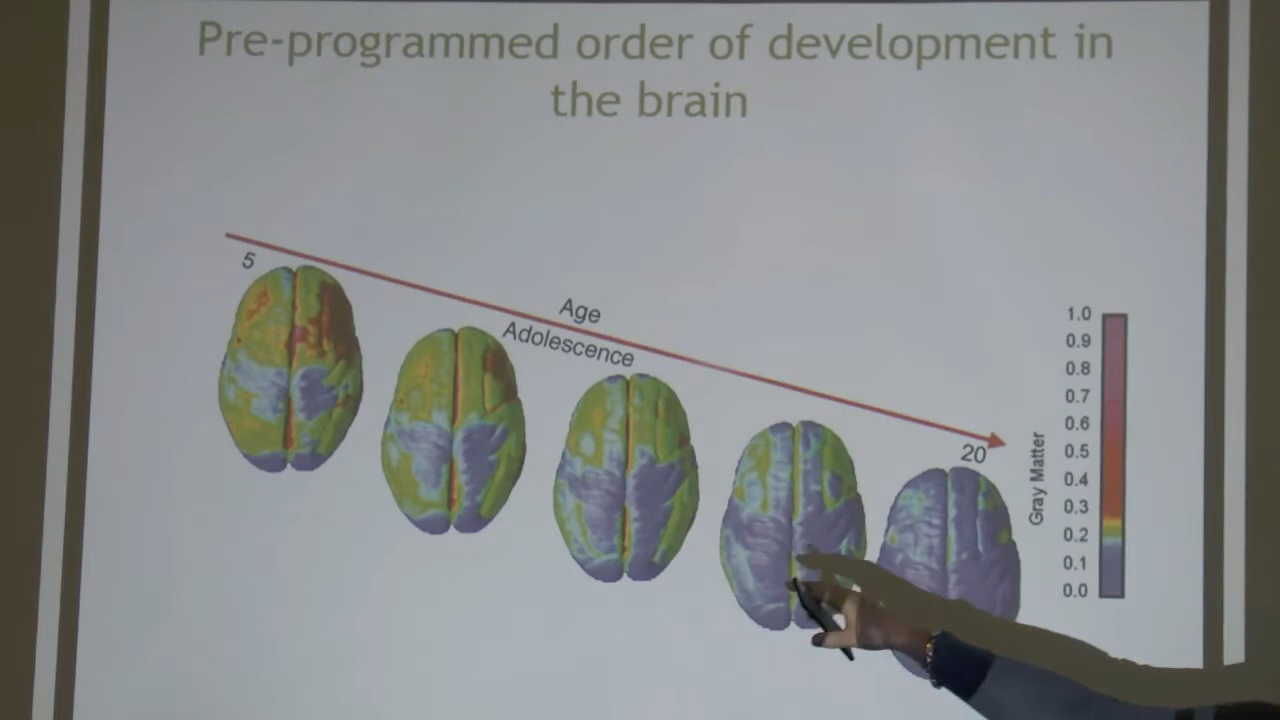 Pre-programmed order of development in
the brain
5
Age
Adolescence
20
Gray Matter
1.0
0.9
0.8
0.7
0.6
0.5
0.4
0.3
0.2
0.1
0.0